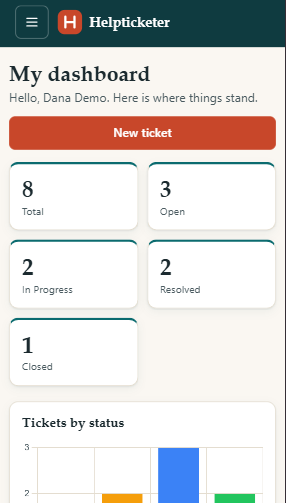 H Helpticketer
My dashboard
Hello, Dana Demo. Here is where things stand.
New ticket
8
Total
3
Open
2
In Progress
2
Resolved
1
Closed
Tickets by status
3
2